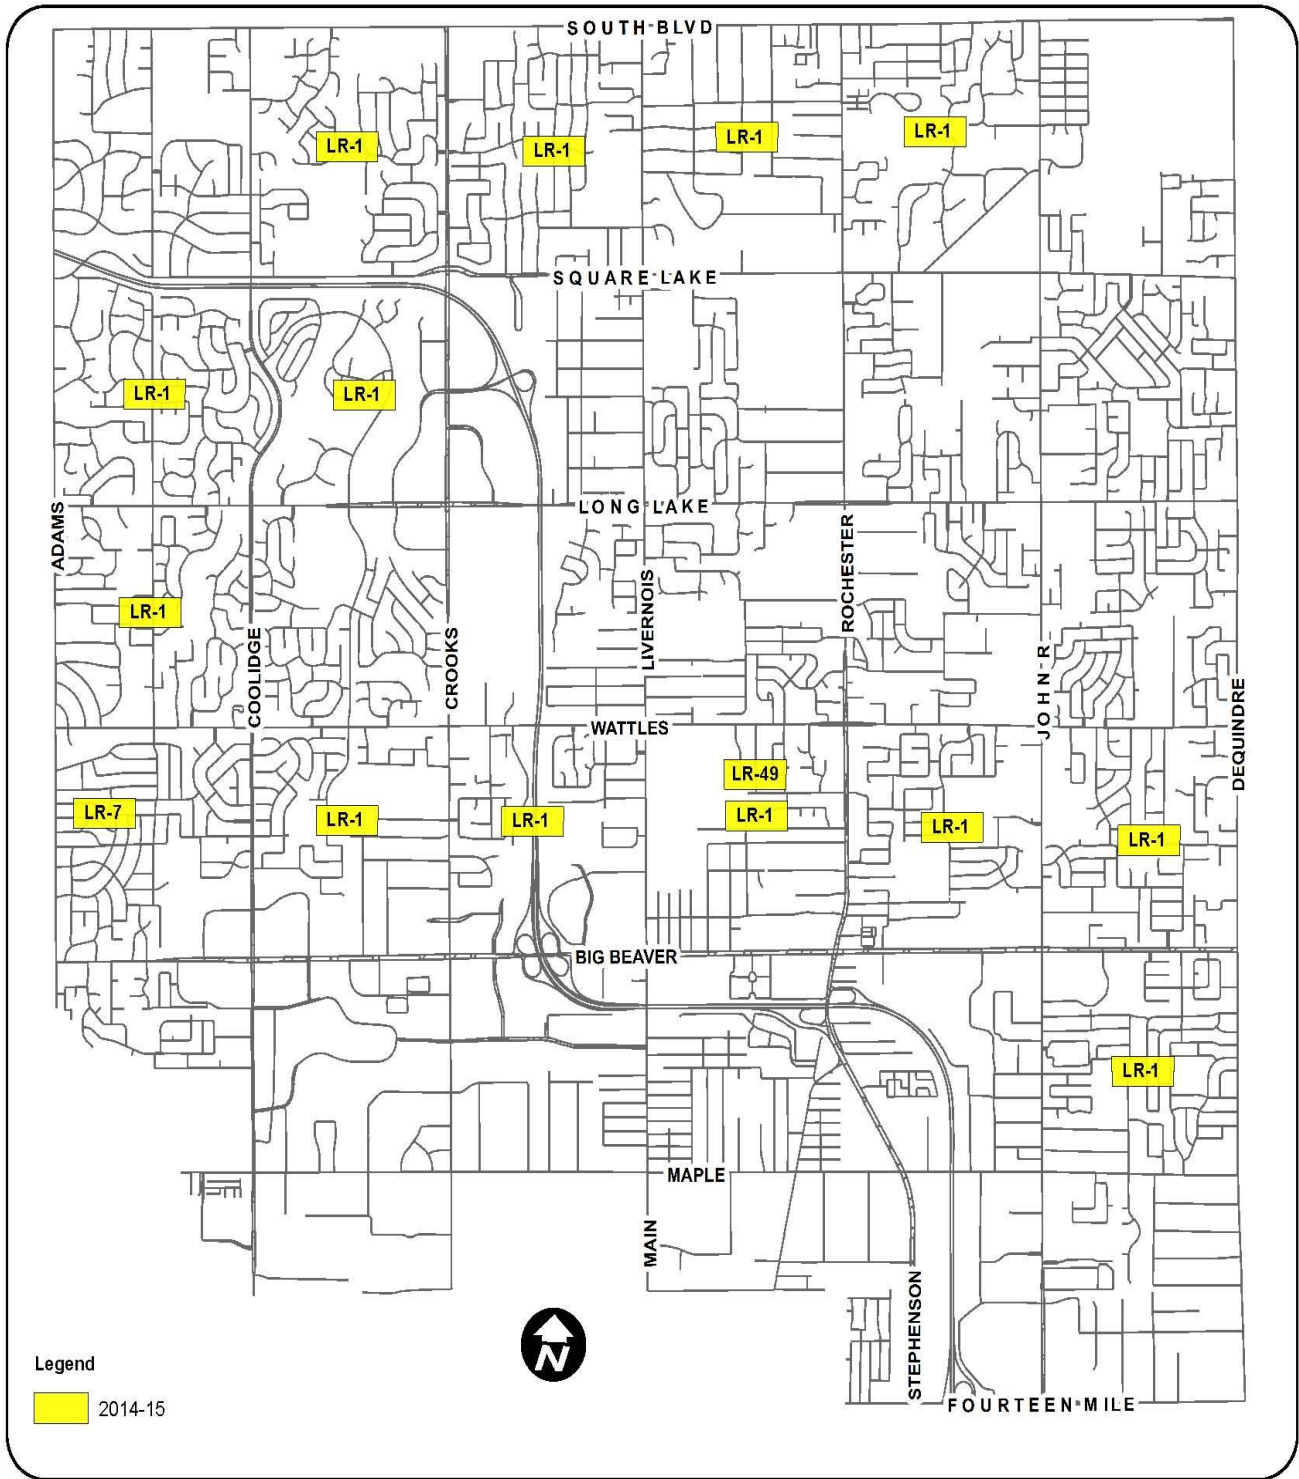 SOUTH BLVD
LR-1
LR-1
LR-1
LR-1
SQUARE LAKE
LR-1
LR-1
LONG LAKE
ADAMS
ROCHESTER
LIVERNOIS
LR-1
COOLIDGE
CROOKS
JOHN R
DEQUINDRE
WATTLES
LR-49
LR-7
LR-1
LR-1
LR-1
LR-1
LR-1
BIG BEAVER
LR-1
MAPLE
MAIN
STEPHENSON
N
Legend
2014-15
FOURTEEN MILE